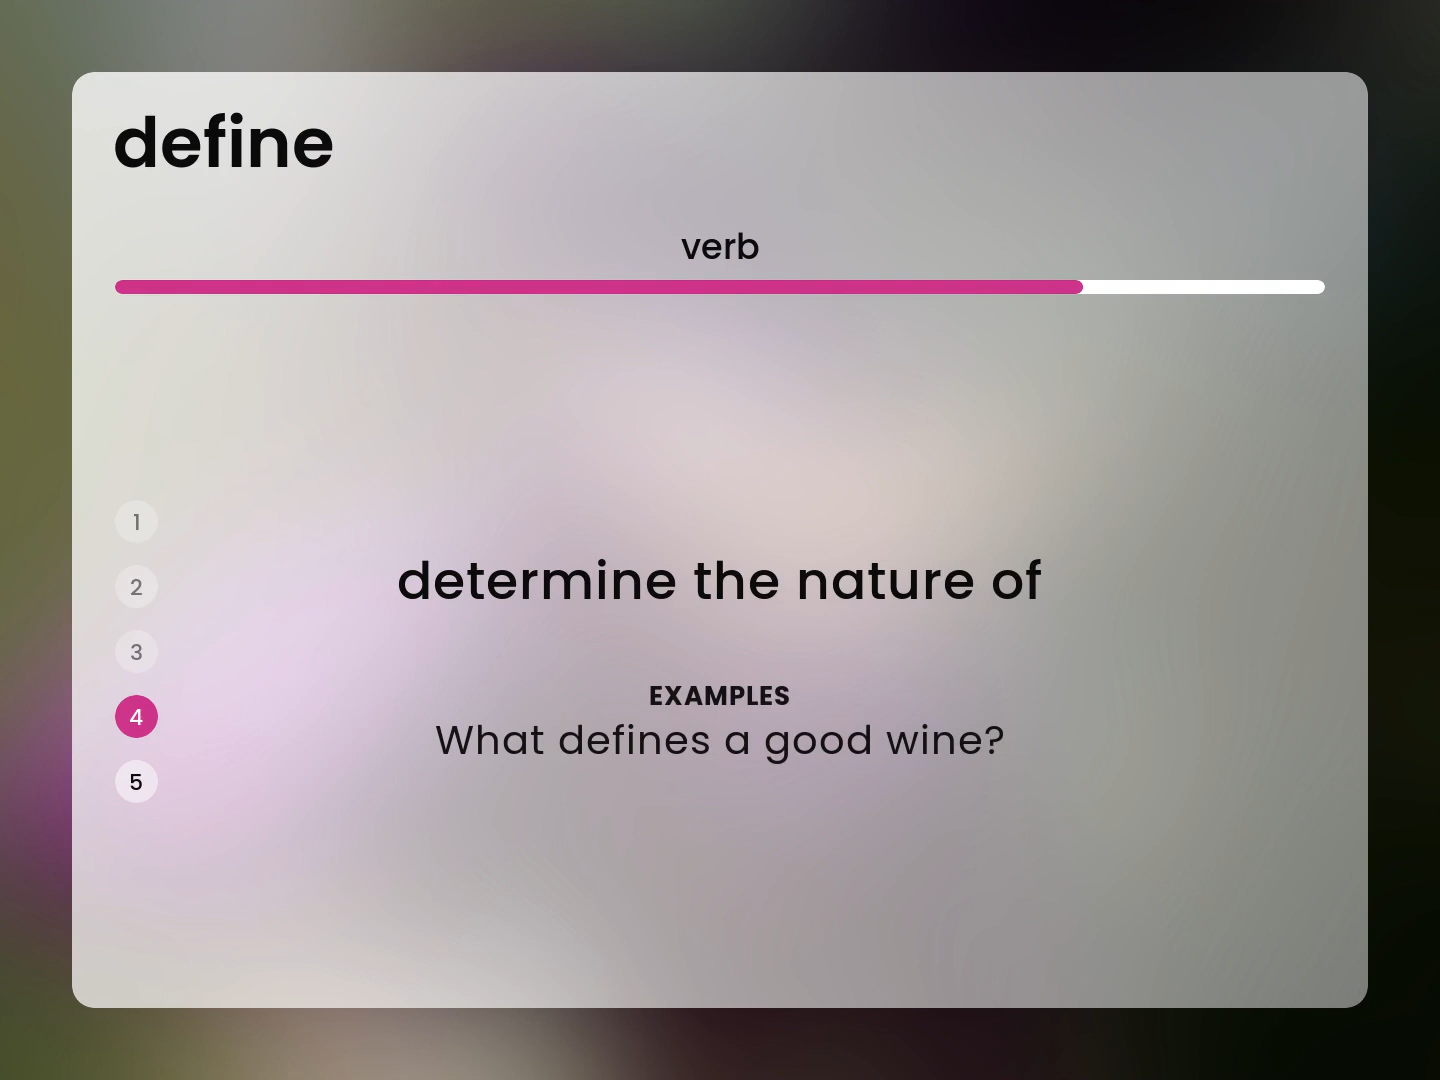 define
verb
1
2
3
4
5
determine the nature of
EXAMPLES
What defines a good wine?